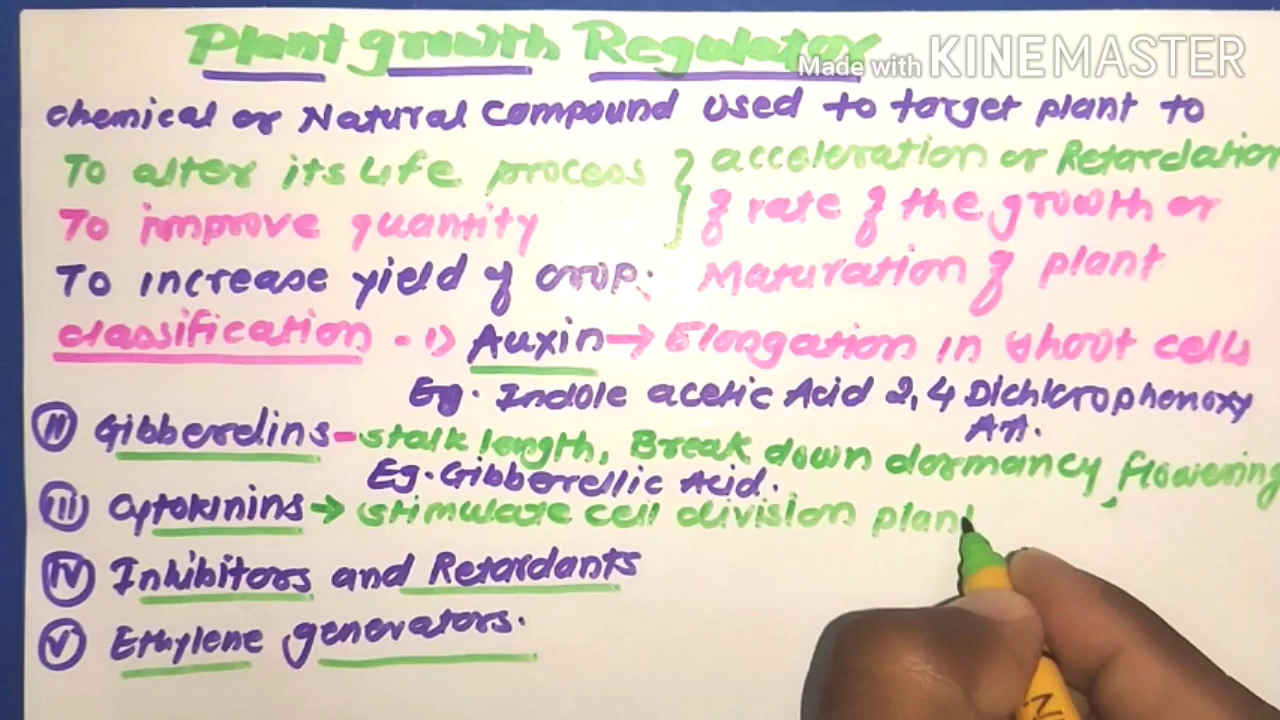 Plant growth Regulator
Made with KINEMASTER
chemical or Natural Compound used to target plant to
To alter its Life process } acceleration or Retardation
To improve quantity of rate of the growth or
To increase yield of crop. Maturation of plant
classification - 1) Auxin → Elongation in shoot cells
Eg. Indole acetic Acid 2,4 Dichlorophenoxy
AA.
II Gibberelins - stalk length, Break down dormancy, flowering
Eg. Gibberellic Acid.
III Cytokinins → stimulate cell division plant
IV Inhibitors and Retardants
V Ethylene generators.